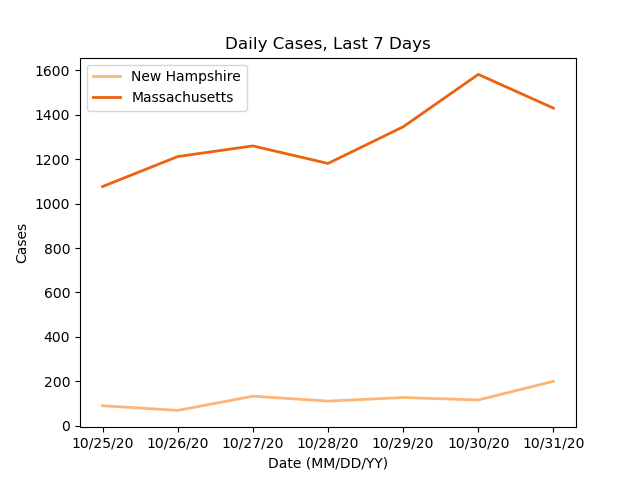 Daily Cases, Last 7 Days
New Hampshire
Massachusetts
1600
1400
1200
1000
800
600
400
200
0
Cases
10/25/20 10/26/20 10/27/20 10/28/20 10/29/20 10/30/20 10/31/20
Date (MM/DD/YY)